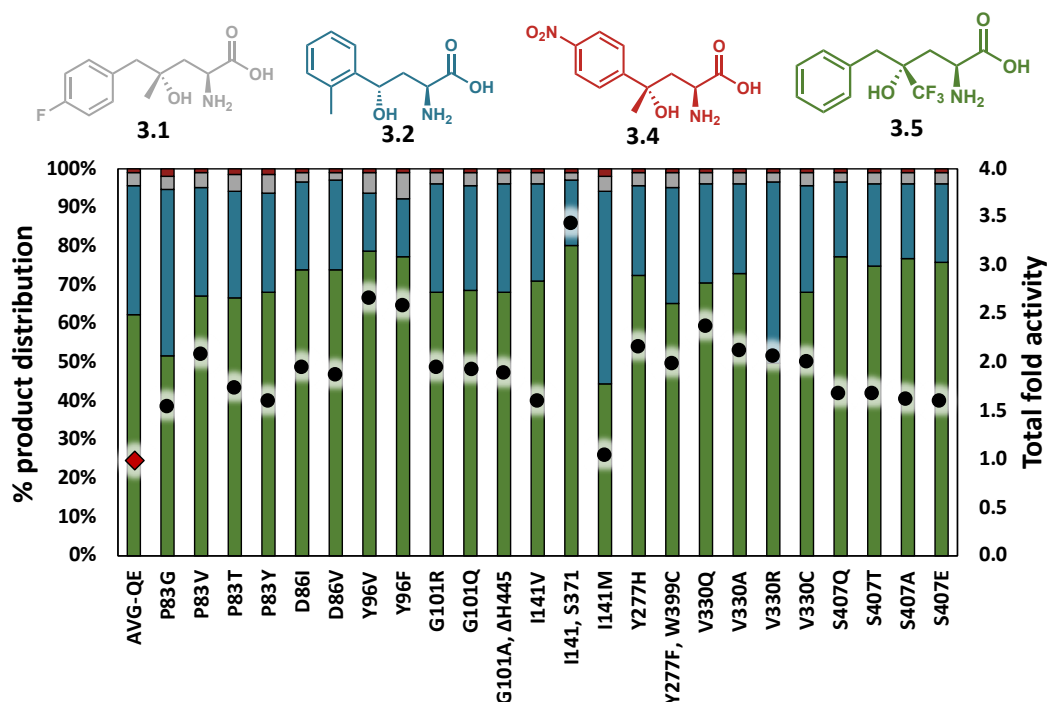 O
OH
NH₂
OH
F
3.1
O
OH
NH₂
OH
3.2
O₂N
O
OH
NH₂
OH
3.4
O
OH
NH₂
HO
CF₃
3.5
% product distribution
100%
90%
80%
70%
60%
50%
40%
30%
20%
10%
0%
4.0
3.5
3.0
2.5
2.0
1.5
1.0
0.5
0.0
Total fold activity
AVG-QE
P83G
P83V
P83T
P83Y
D86I
D86V
Y96V
Y96F
G101R
G101Q
G101A, ΔH445
I141V
I141, S371
I141M
Y277H
Y277F, W399C
V330Q
V330A
V330R
V330C
S407Q
S407T
S407A
S407E